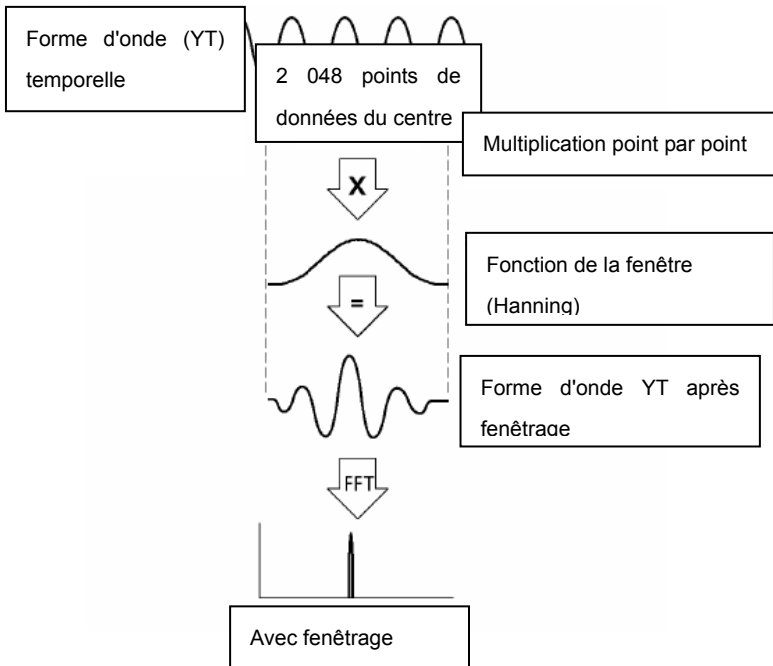 Forme d'onde (YT)
temporelle
2 048 points de
données du centre
Multiplication point par point
X
Fonction de la fenêtre
(Hanning)
=
Forme d'onde YT après
fenêtrage
FFT
Avec fenêtrage